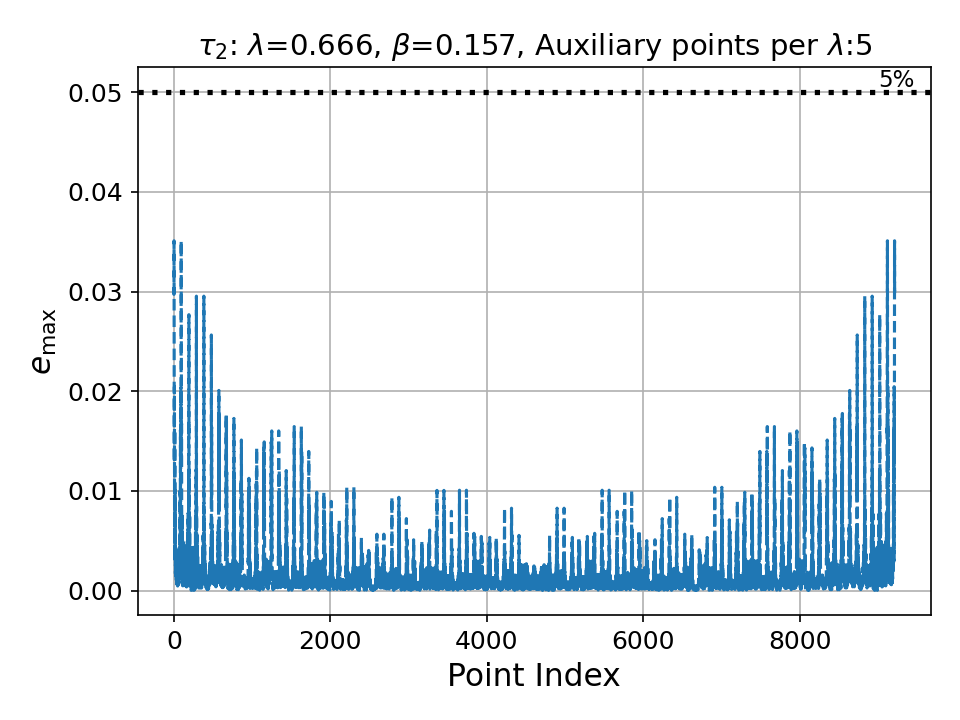 τ₂: λ=0.666, β=0.157, Auxiliary points per λ:5
5%
0.05
0.04
0.03
0.02
0.01
0.00
e_max
0 2000 4000 6000 8000
Point Index